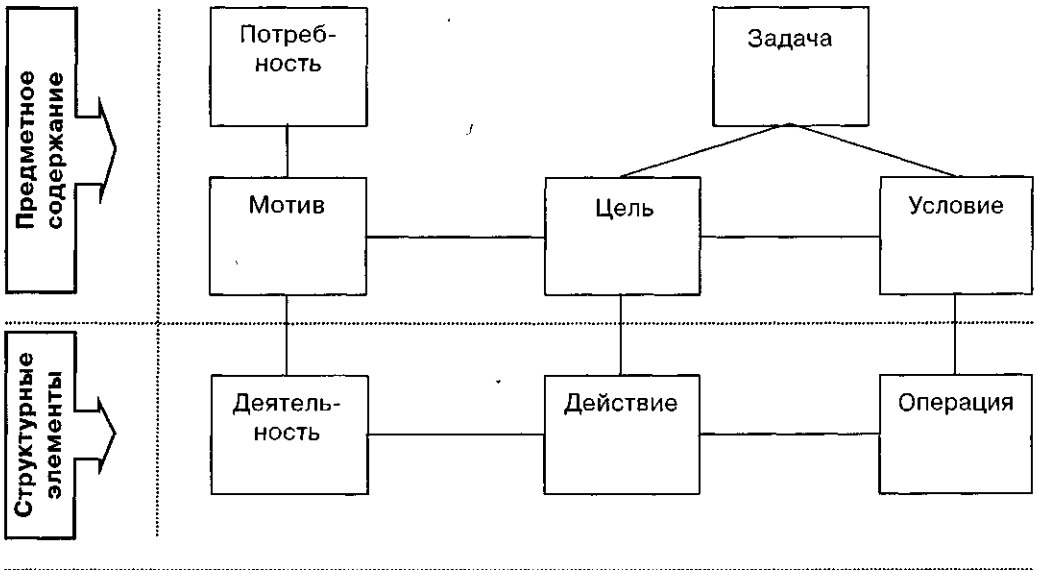 Предметное
содержание
Потреб-
ность
Задача
Мотив
Цель
Условие
Структурные
элементы
Деятель-
ность
Действие
Операция